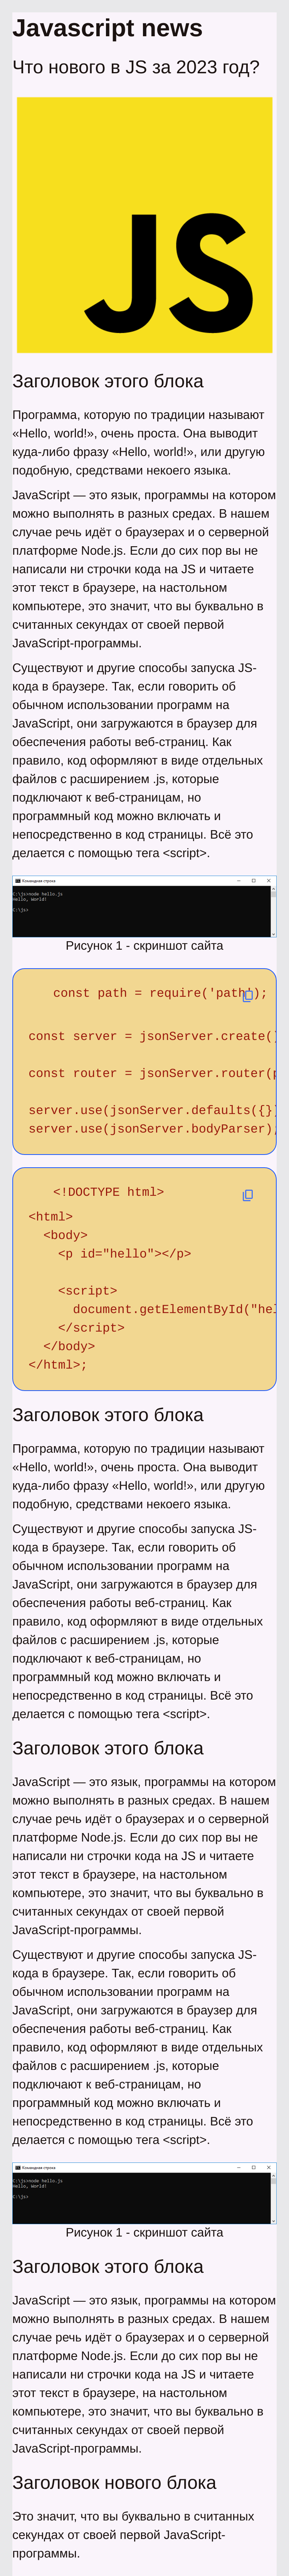 Javascript news
Что нового в JS за 2023 год?
JS
Заголовок этого блока
Программа, которую по традиции называют
«Hello, world!», очень проста. Она выводит
куда-либо фразу «Hello, world!», или другую
подобную, средствами некоего языка.
JavaScript — это язык, программы на котором
можно выполнять в разных средах. В нашем
случае речь идёт о браузерах и о серверной
платформе Node.js. Если до сих пор вы не
написали ни строчки кода на JS и читаете
этот текст в браузере, на настольном
компьютере, это значит, что вы буквально в
считанных секундах от своей первой
JavaScript-программы.
Существуют и другие способы запуска JS-
кода в браузере. Так, если говорить об
обычном использовании программ на
JavaScript, они загружаются в браузер для
обеспечения работы веб-страниц. Как
правило, код оформляют в виде отдельных
файлов с расширением .js, которые
подключают к веб-страницам, но
программный код можно включать и
непосредственно в код страницы. Всё это
делается с помощью тега <script>.
Командная строка
C:\js>node hello.js
Hello, World!
C:\js>
Рисунок 1 - скриншот сайта
const path = require('path');
const server = jsonServer.create()
const router = jsonServer.router(p
server.use(jsonServer.defaults({})
server.use(jsonServer.bodyParser)
<!DOCTYPE html>
<html>
<body>
<p id="hello"></p>
<script>
document.getElementById("hel
</script>
</body>
</html>;
Заголовок этого блока
Программа, которую по традиции называют
«Hello, world!», очень проста. Она выводит
куда-либо фразу «Hello, world!», или другую
подобную, средствами некоего языка.
Существуют и другие способы запуска JS-
кода в браузере. Так, если говорить об
обычном использовании программ на
JavaScript, они загружаются в браузер для
обеспечения работы веб-страниц. Как
правило, код оформляют в виде отдельных
файлов с расширением .js, которые
подключают к веб-страницам, но
программный код можно включать и
непосредственно в код страницы. Всё это
делается с помощью тега <script>.
Заголовок этого блока
JavaScript — это язык, программы на котором
можно выполнять в разных средах. В нашем
случае речь идёт о браузерах и о серверной
платформе Node.js. Если до сих пор вы не
написали ни строчки кода на JS и читаете
этот текст в браузере, на настольном
компьютере, это значит, что вы буквально в
считанных секундах от своей первой
JavaScript-программы.
Существуют и другие способы запуска JS-
кода в браузере. Так, если говорить об
обычном использовании программ на
JavaScript, они загружаются в браузер для
обеспечения работы веб-страниц. Как
правило, код оформляют в виде отдельных
файлов с расширением .js, которые
подключают к веб-страницам, но
программный код можно включать и
непосредственно в код страницы. Всё это
делается с помощью тега <script>.
Командная строка
C:\js>node hello.js
Hello, World!
C:\js>
Рисунок 1 - скриншот сайта
Заголовок этого блока
JavaScript — это язык, программы на котором
можно выполнять в разных средах. В нашем
случае речь идёт о браузерах и о серверной
платформе Node.js. Если до сих пор вы не
написали ни строчки кода на JS и читаете
этот текст в браузере, на настольном
компьютере, это значит, что вы буквально в
считанных секундах от своей первой
JavaScript-программы.
Заголовок нового блока
Это значит, что вы буквально в считанных
секундах от своей первой JavaScript-
программы.